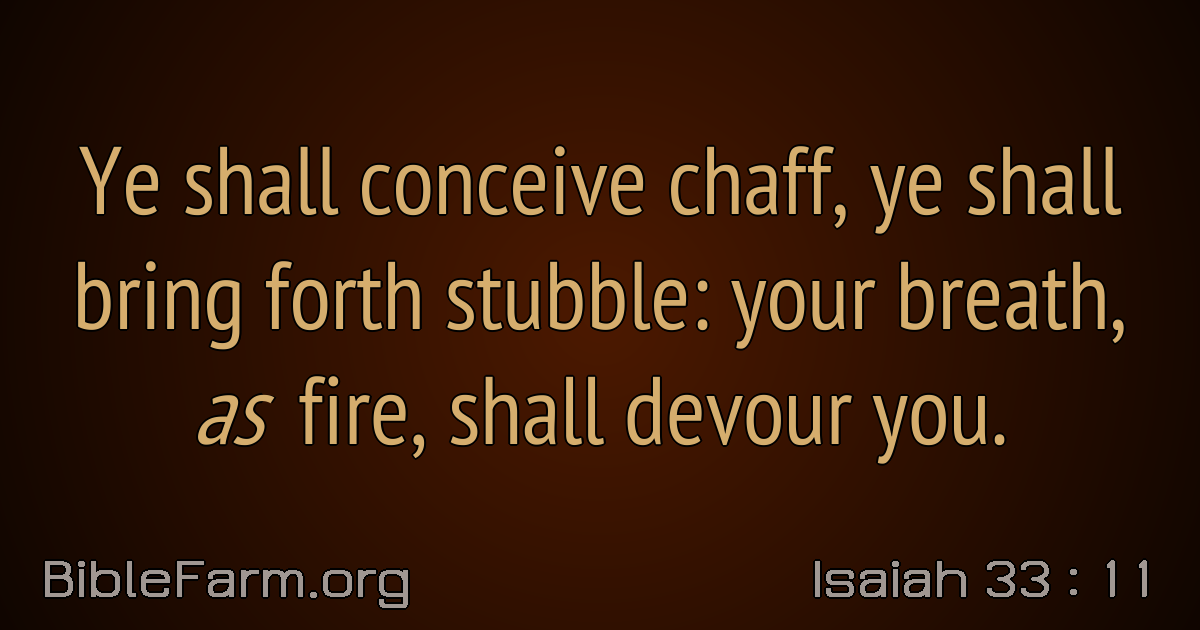 Ye shall conceive chaff, ye shall
bring forth stubble: your breath,
as fire, shall devour you.
BibleFarm.org
Isaiah 33 : 11